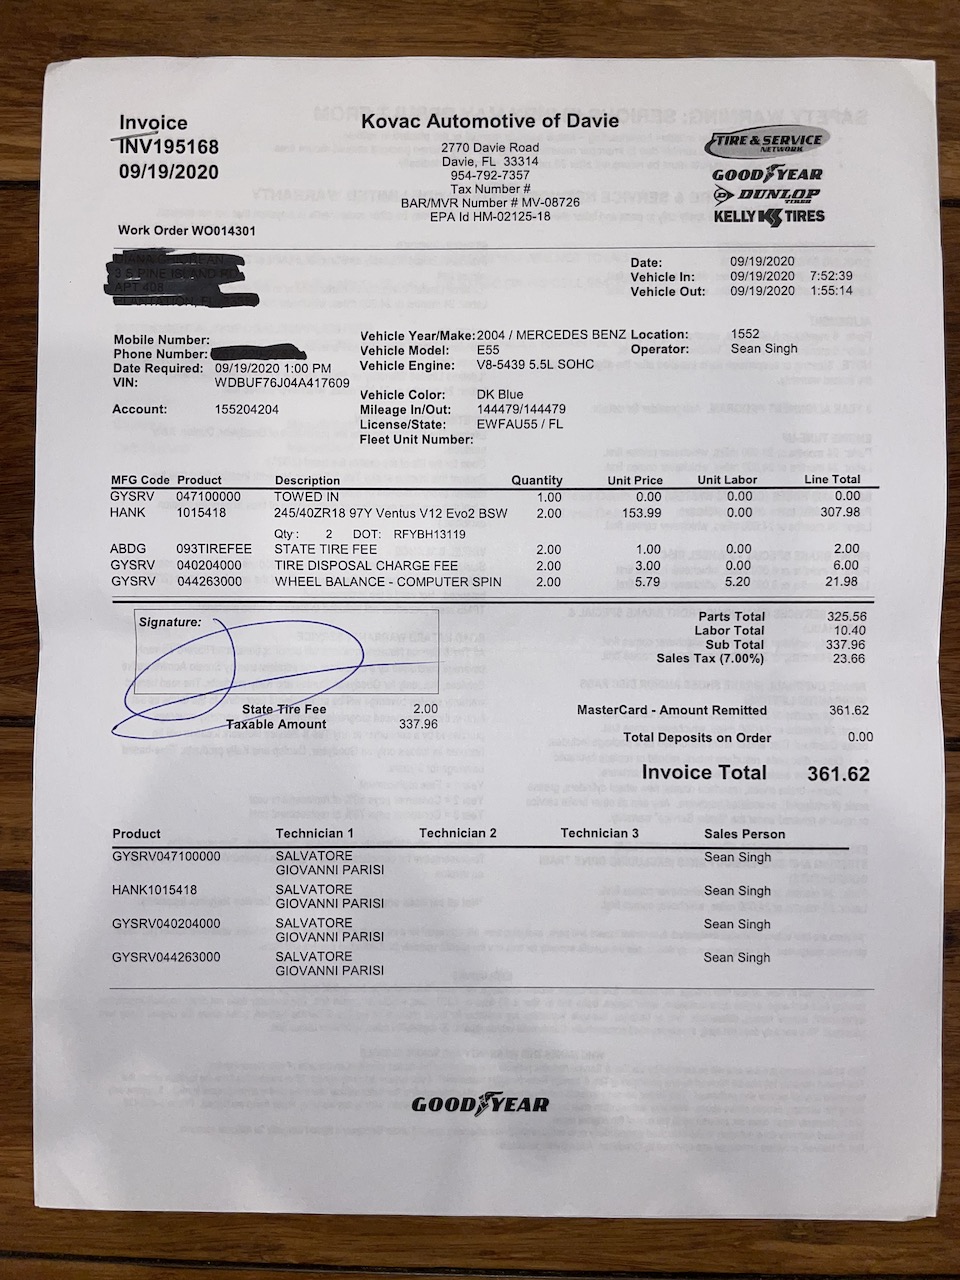 Invoice
INV195168
09/19/2020
Work Order WO014301
Kovac Automotive of Davie
2770 Davie Road
Davie, FL 33314
954-792-7357
Tax Number #
BAR/MVR Number # MV-08726
EPA Id HM-02125-18
TIRE & SERVICE
NETWORK
GOODYEAR
DUNLOP
TIRES
KELLY TIRES
APT 408
Date: 09/19/2020
Vehicle In: 09/19/2020 7:52:39
Vehicle Out: 09/19/2020 1:55:14
Mobile Number:
Phone Number:
Date Required: 09/19/2020 1:00 PM
VIN: WDBUF76J04A417609
Account: 155204204
Vehicle Year/Make: 2004 / MERCEDES BENZ
Vehicle Model: E55
Vehicle Engine: V8-5439 5.5L SOHC
Vehicle Color: DK Blue
Mileage In/Out: 144479/144479
License/State: EWFAU55 / FL
Fleet Unit Number:
Location: 1552
Operator: Sean Singh
MFG Code Product Description Quantity Unit Price Unit Labor Line Total
GYSRV 047100000 TOWED IN 1.00 0.00 0.00 0.00
HANK 1015418 245/40ZR18 97Y Ventus V12 Evo2 BSW 2.00 153.99 0.00 307.98
Qty: 2 DOT: RFYBH13119
ABDG 093TIREFEE STATE TIRE FEE 2.00 1.00 0.00 2.00
GYSRV 040204000 TIRE DISPOSAL CHARGE FEE 2.00 3.00 0.00 6.00
GYSRV 044263000 WHEEL BALANCE - COMPUTER SPIN 2.00 5.79 5.20 21.98
Signature:
State Tire Fee 2.00
Taxable Amount 337.96
Parts Total 325.56
Labor Total 10.40
Sub Total 337.96
Sales Tax (7.00%) 23.66
MasterCard - Amount Remitted 361.62
Total Deposits on Order 0.00
Invoice Total 361.62
Product Technician 1 Technician 2 Technician 3 Sales Person
GYSRV047100000 SALVATORE Sean Singh
GIOVANNI PARISI
HANK1015418 SALVATORE Sean Singh
GIOVANNI PARISI
GYSRV040204000 SALVATORE Sean Singh
GIOVANNI PARISI
GYSRV044263000 SALVATORE Sean Singh
GIOVANNI PARISI
GOODYEAR